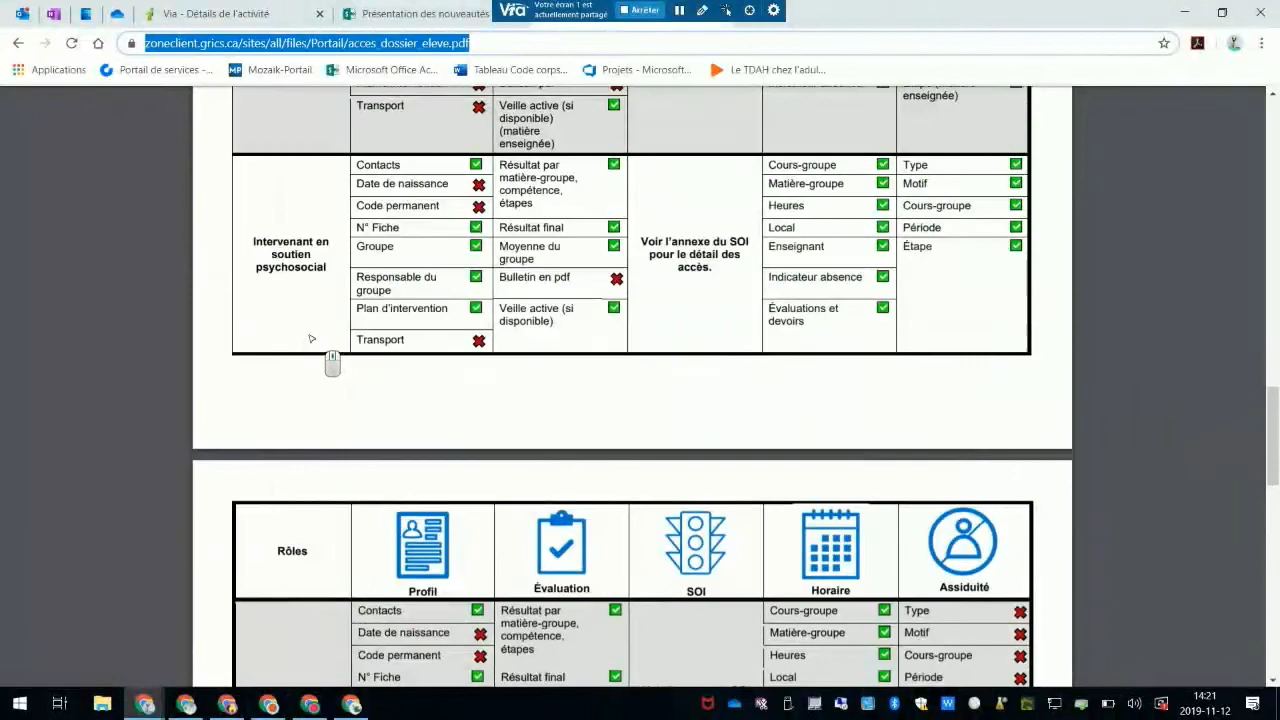 Via - Détails de l'activité
Présentation des nouveautés
Via
Votre écran 1 est
actuellement partagé
Arrêter
zoneclient.grics.ca/sites/all/files/Portail/acces_dossier_eleve.pdf
Applications
Portail de services -...
Mozaik-Portail
Microsoft Office Ac...
Tableau Code corps...
Projets - Microsoft...
Le TDAH chez l'adul...
enseignée)
Transport
Veille active (si
disponible)
(matière
enseignée)
Intervenant en
soutien
psychosocial
Contacts
Date de naissance
Code permanent
N° Fiche
Groupe
Responsable du
groupe
Plan d'intervention
Transport
Résultat par
matière-groupe,
compétence,
étapes
Résultat final
Moyenne du
groupe
Bulletin en pdf
Veille active (si
disponible)
Voir l'annexe du SOI
pour le détail des
accès.
Cours-groupe
Matière-groupe
Heures
Local
Enseignant
Indicateur absence
Évaluations et
devoirs
Type
Motif
Cours-groupe
Période
Étape
Rôles
Profil
Évaluation
SOI
Horaire
Assiduité
Contacts
Date de naissance
Code permanent
N° Fiche
Résultat par
matière-groupe,
compétence,
étapes
Résultat final
Cours-groupe
Matière-groupe
Heures
Local
Type
Motif
Cours-groupe
Période
14:21
2019-11-12